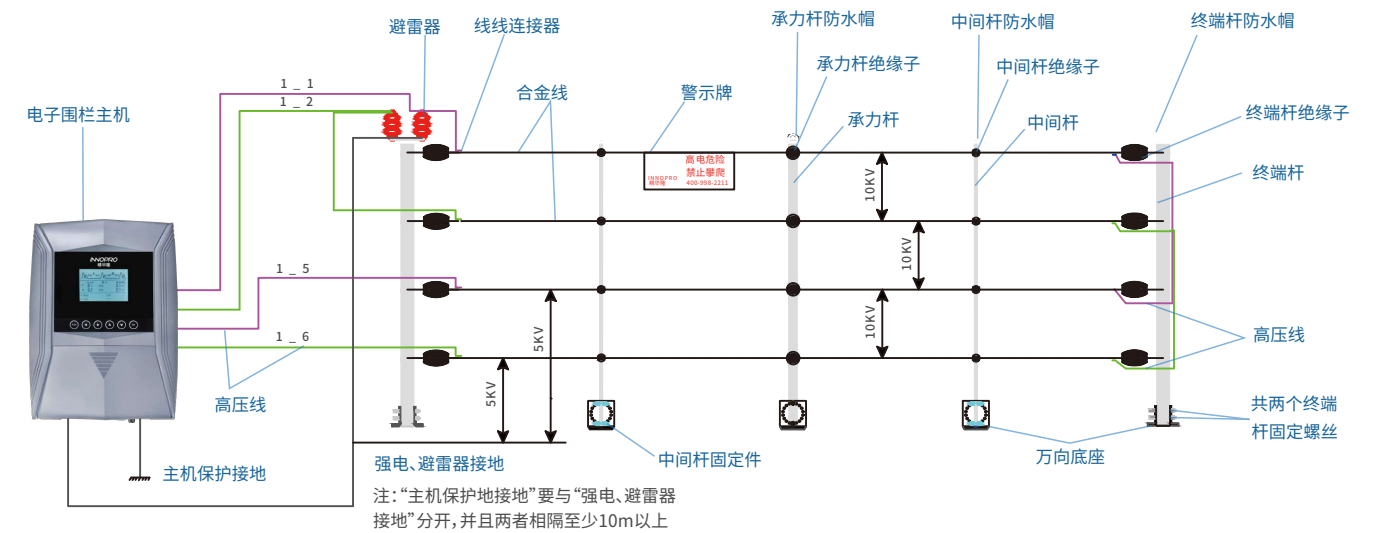 避雷器
线线连接器
承力杆防水帽
中间杆防水帽
终端杆防水帽
承力杆绝缘子
中间杆绝缘子
1_1
1_2
合金线
警示牌
电子围栏主机
承力杆
中间杆
终端杆绝缘子
高电危险
禁止攀爬
INNOPRO
400-998-2211
终端杆
10KV
10KV
INNOPRO
1_5
10KV
5KV
1_6
高压线
5KV
高压线
共两个终端
杆固定螺丝
强电、避雷器接地
中间杆固定件
万向底座
主机保护接地
注:“主机保护地接地”要与“强电、避雷器
接地”分开,并且两者相隔至少10m以上